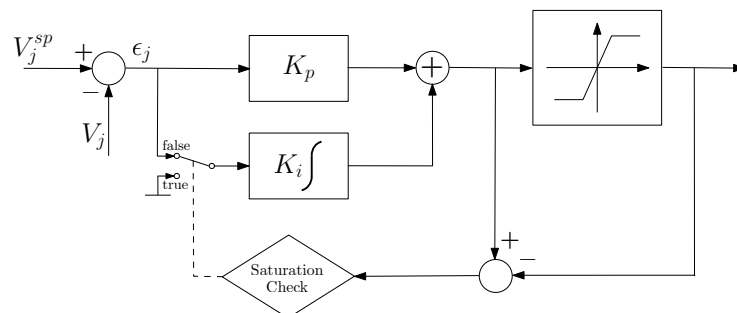 V_j^{sp}
+
−
ϵ_j
V_j
K_p
+
false
true
K_i ∫
+
−
Saturation
Check